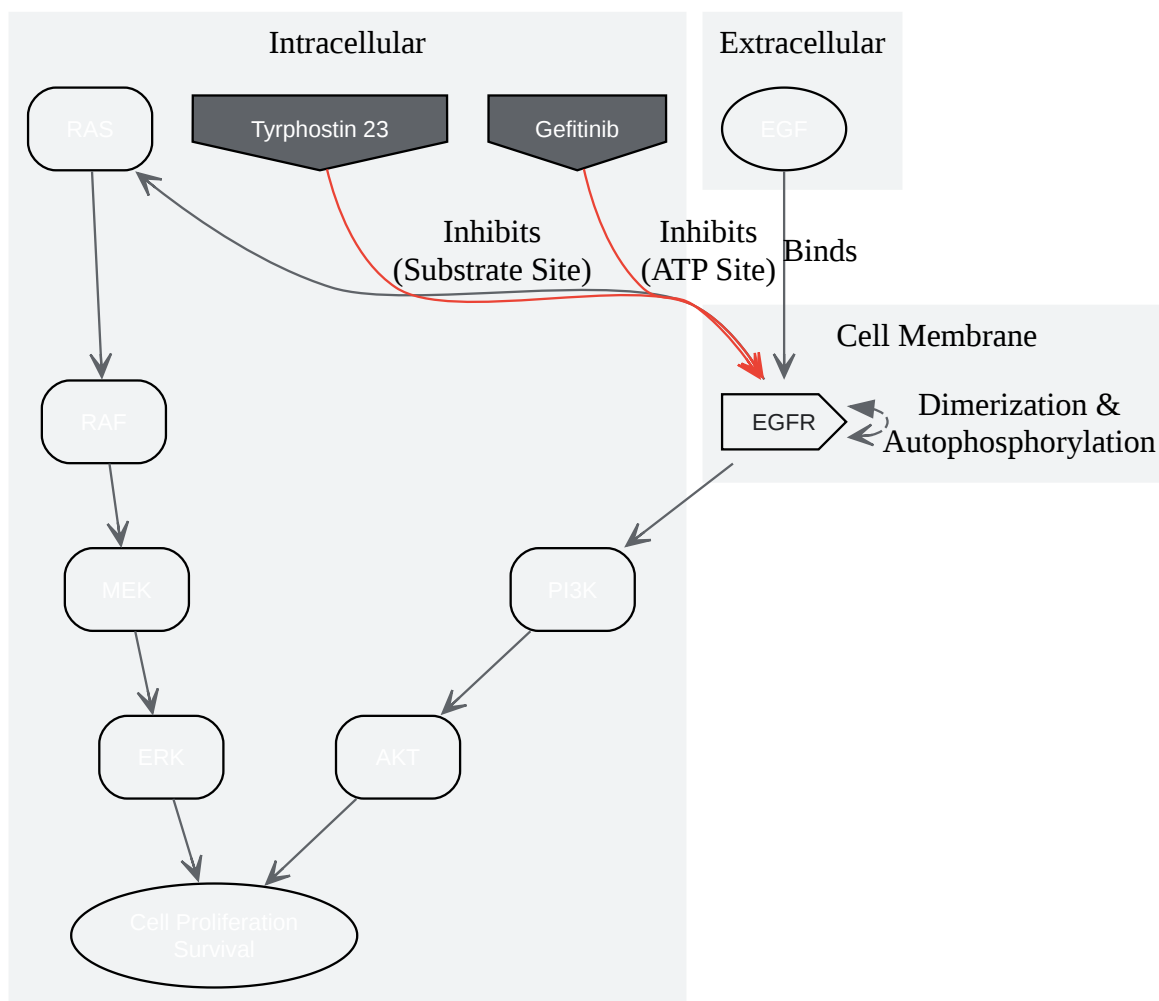 Intracellular
Extracellular
RAS
Tyrphostin 23
Gefitinib
EGF
Inhibits
(Substrate Site)
Inhibits
(ATP Site)
Binds
Cell Membrane
RAF
EGFR
Dimerization &
Autophosphorylation
MEK
PI3K
ERK
AKT
Cell Proliferation
Survival